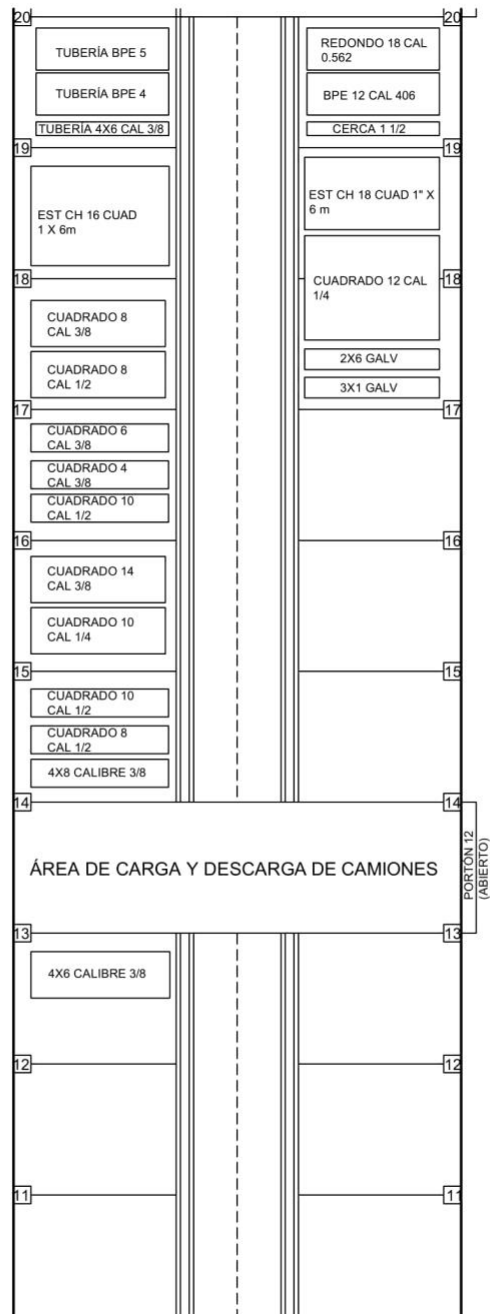 20
20
TUBERÍA BPE 5
REDONDO 18 CAL
0.562
TUBERÍA BPE 4
BPE 12 CAL 406
TUBERÍA 4X6 CAL 3/8
CERCA 1 1/2
19
19
EST CH 16 CUAD
1 X 6m
EST CH 18 CUAD 1" X
6 m
18
18
CUADRADO 12 CAL
1/4
CUADRADO 8
CAL 3/8
CUADRADO 8
CAL 1/2
2X6 GALV
3X1 GALV
17
17
CUADRADO 6
CAL 3/8
CUADRADO 4
CAL 3/8
CUADRADO 10
CAL 1/2
16
16
CUADRADO 14
CAL 3/8
CUADRADO 10
CAL 1/4
15
15
CUADRADO 10
CAL 1/2
CUADRADO 8
CAL 1/2
4X8 CALIBRE 3/8
14
14
ÁREA DE CARGA Y DESCARGA DE CAMIONES
PORTÓN 12
(ABIERTO)
13
13
4X6 CALIBRE 3/8
12
12
11
11